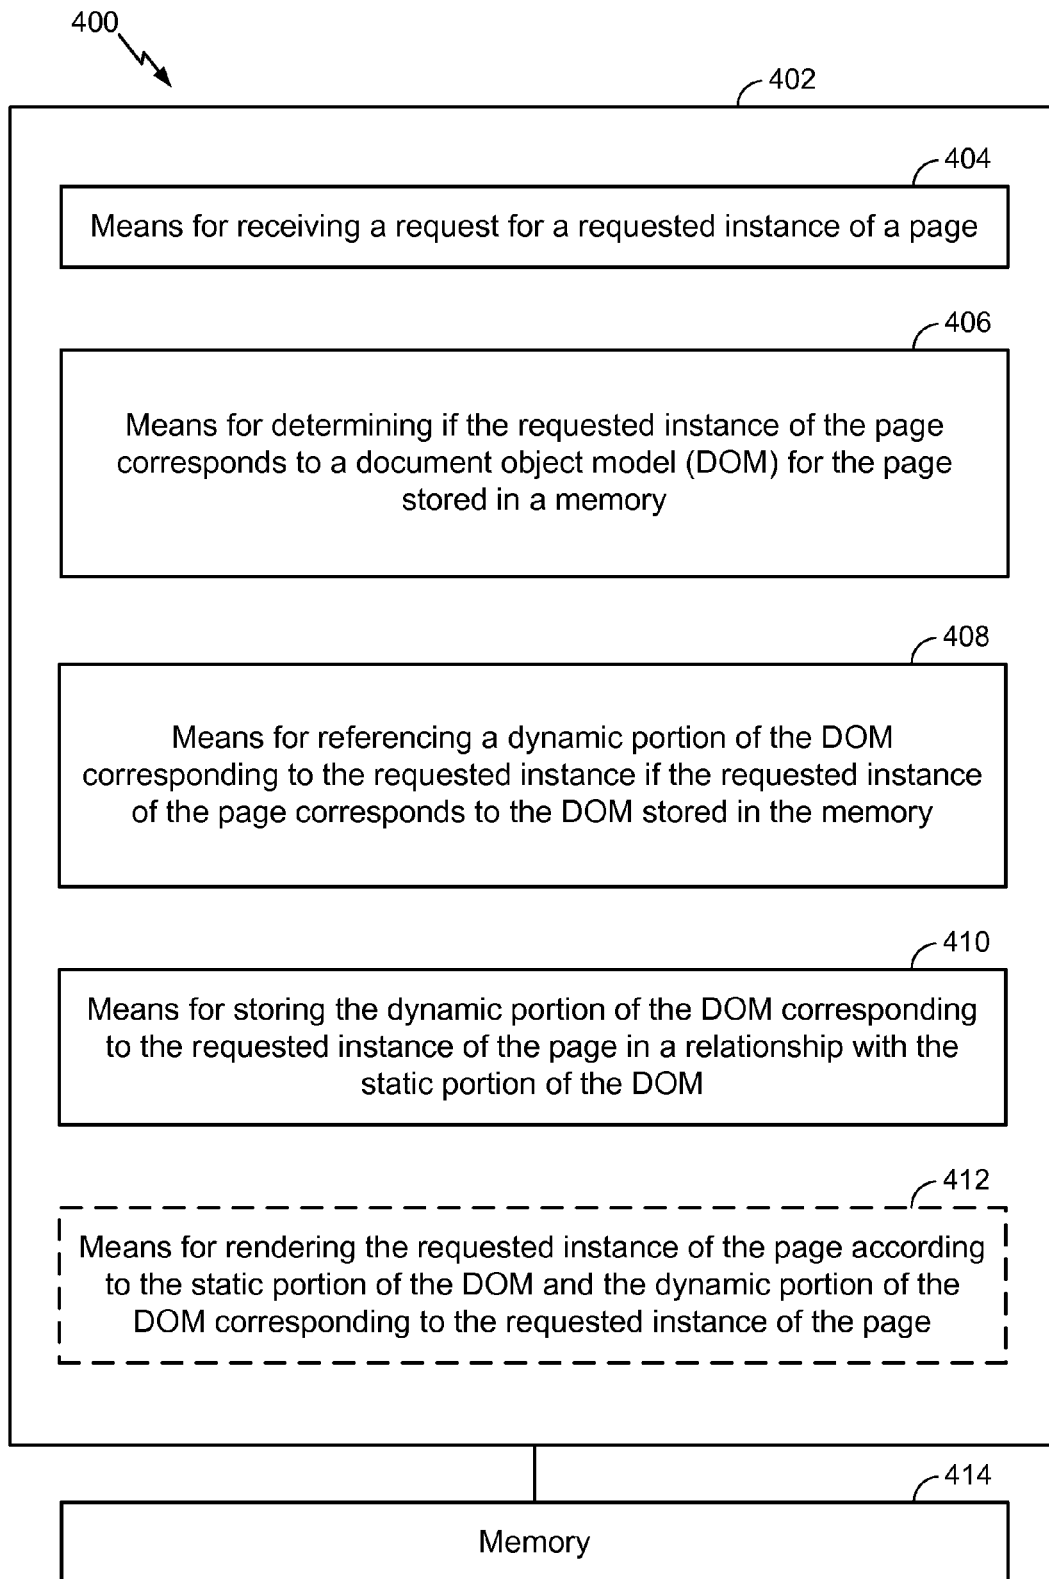 400
402
404
Means for receiving a request for a requested instance of a page
406
Means for determining if the requested instance of the page
corresponds to a document object model (DOM) for the page
stored in a memory
408
Means for referencing a dynamic portion of the DOM
corresponding to the requested instance if the requested instance
of the page corresponds to the DOM stored in the memory
410
Means for storing the dynamic portion of the DOM corresponding
to the requested instance of the page in a relationship with the
static portion of the DOM
412
Means for rendering the requested instance of the page according
to the static portion of the DOM and the dynamic portion of the
DOM corresponding to the requested instance of the page
414
Memory